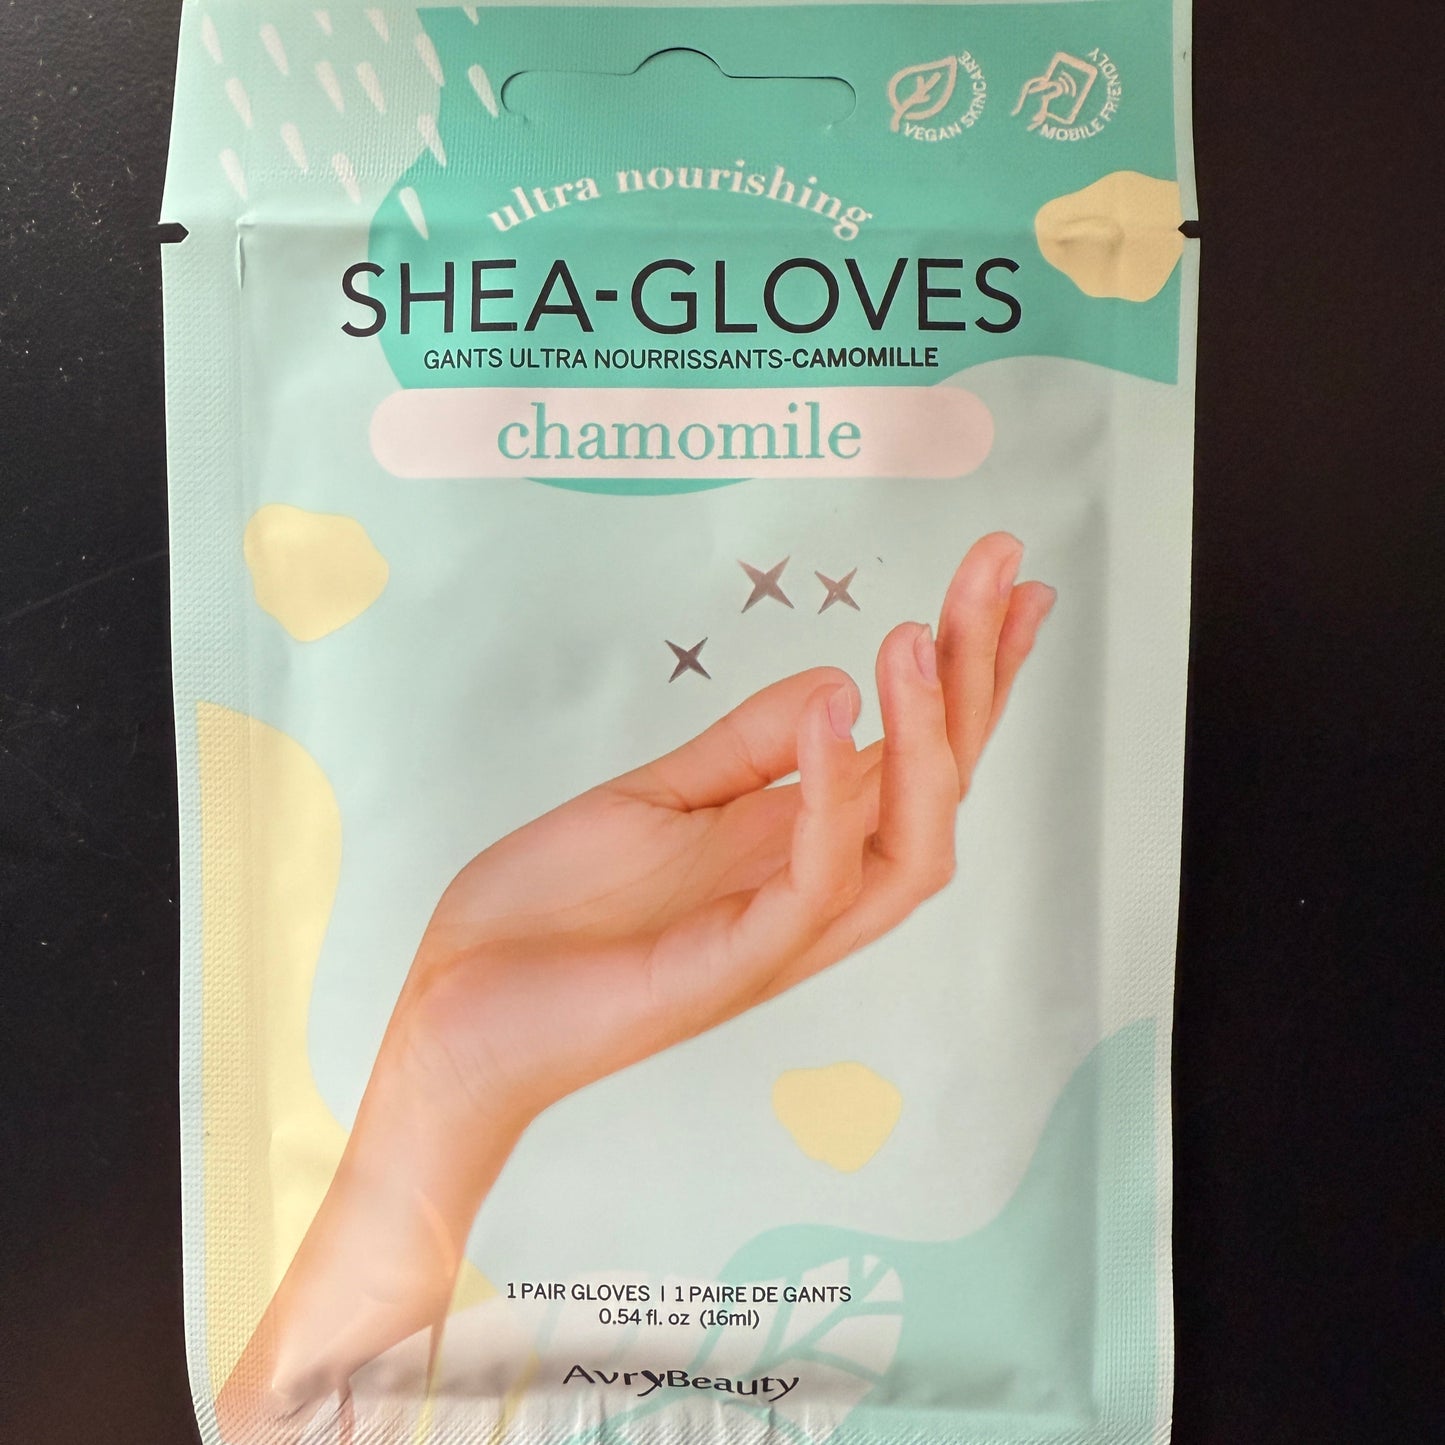 VEGAN SKINCARE
MOBILE FRIENDLY
ultra nourishing
SHEA-GLOVES
GANTS ULTRA NOURRISSANTS-CAMOMILLE
chamomile
1 PAIR GLOVES | 1 PAIRE DE GANTS
0.54 fl. oz (16ml)
AvryBeauty